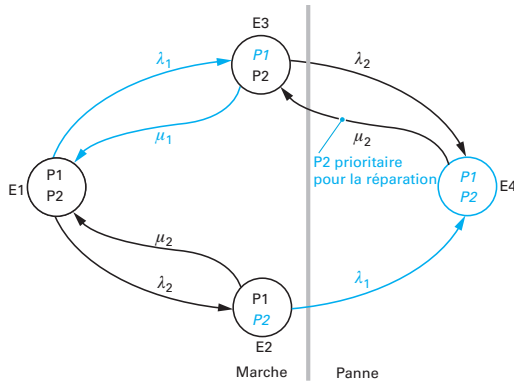 E3
P1
P2
λ1
λ2
μ1
μ2
P2 prioritaire
pour la réparation
E1
P1
P2
P1
P2
E4
μ2
λ2
λ1
P1
P2
E2
Marche
Panne